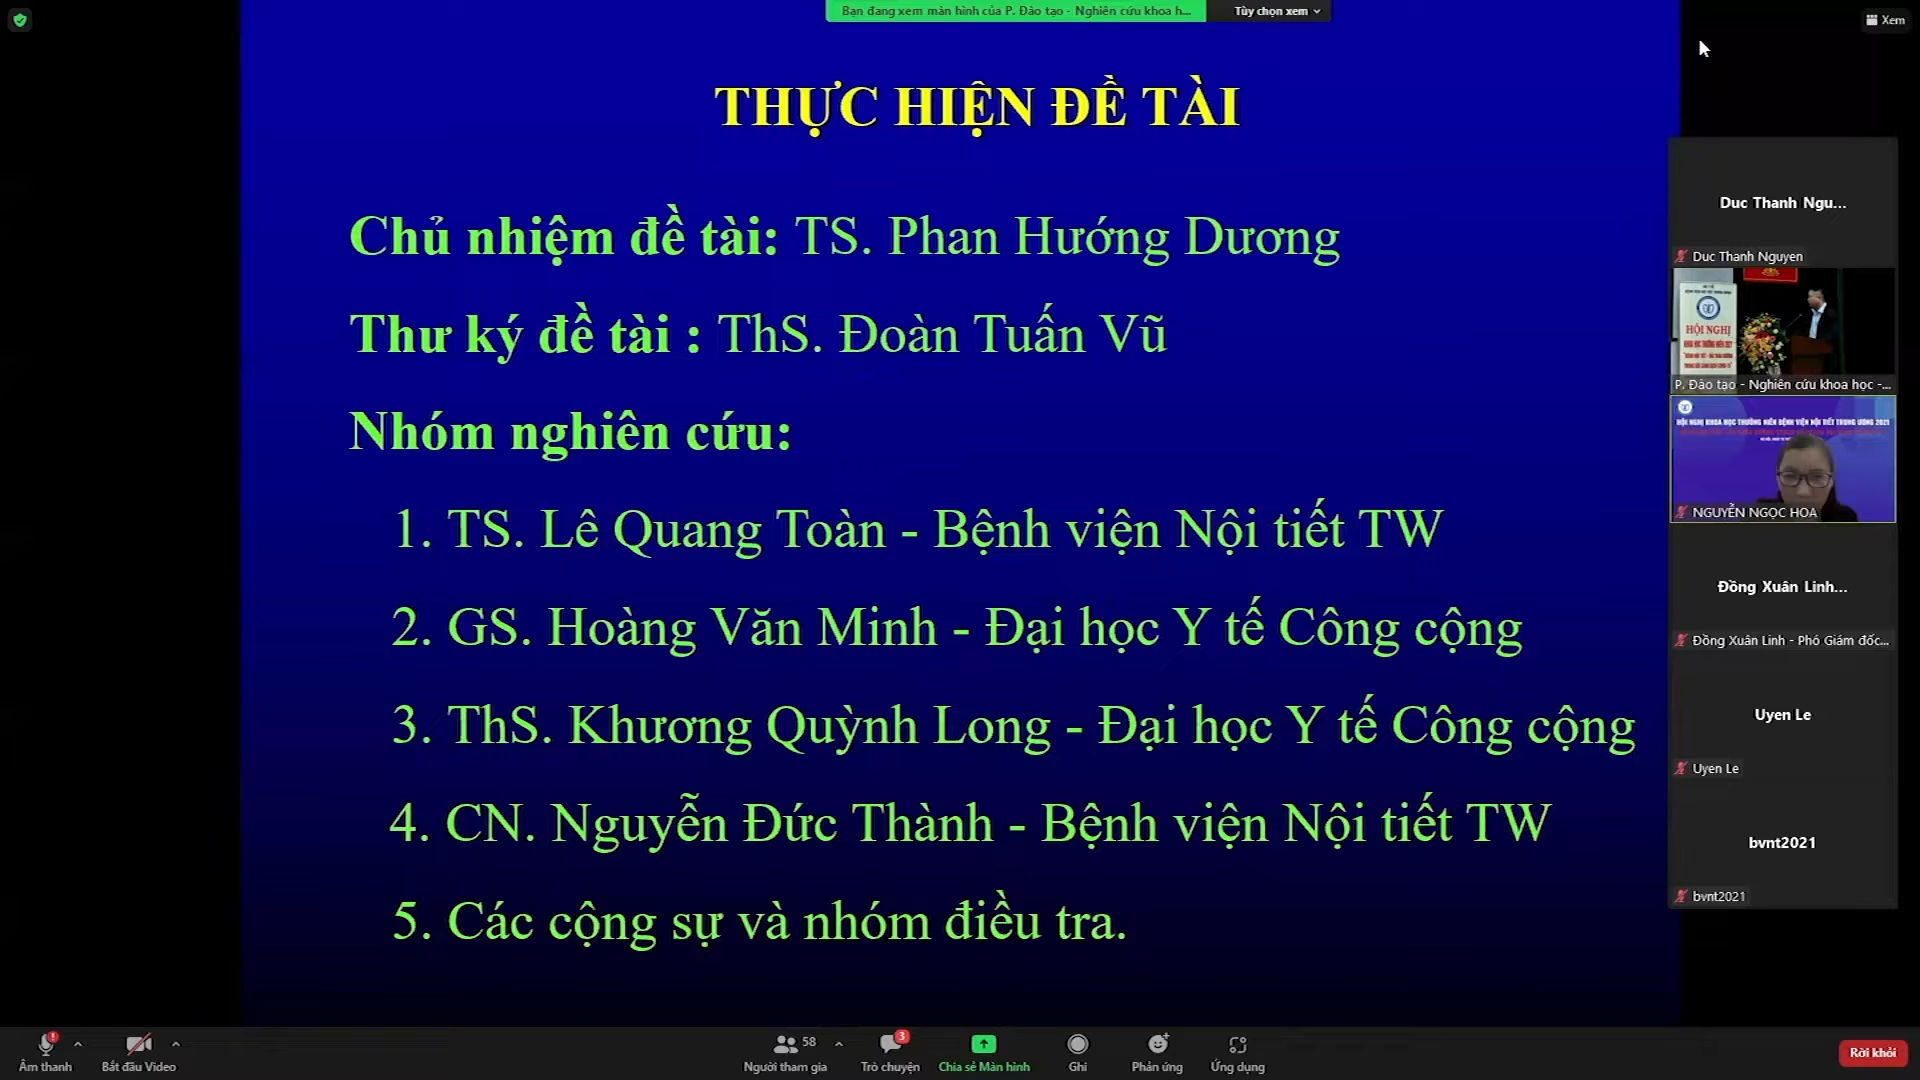 Bạn đang xem màn hình của P. Đào tạo - Nghiên cứu khoa h...
Tùy chọn xem
Xem
THỰC HIỆN ĐỀ TÀI
Chủ nhiệm đề tài: TS. Phan Hướng Dương
Thư ký đề tài : ThS. Đoàn Tuấn Vũ
Nhóm nghiên cứu:
1. TS. Lê Quang Toàn - Bệnh viện Nội tiết TW
2. GS. Hoàng Văn Minh - Đại học Y tế Công cộng
3. ThS. Khương Quỳnh Long - Đại học Y tế Công cộng
4. CN. Nguyễn Đức Thành - Bệnh viện Nội tiết TW
5. Các cộng sự và nhóm điều tra.
Duc Thanh Ngu...
Duc Thanh Nguyen
HỘI NGHỊ
P. Đào tạo - Nghiên cứu khoa học -...
HỘI NGHỊ KHOA HỌC THƯỜNG NIÊN BỆNH VIỆN NỘI TIẾT TRUNG ƯƠNG 2021
NGUYỄN NGỌC HOA
Đồng Xuân Linh...
Đồng Xuân Linh - Phó Giám đốc...
Uyen Le
Uyen Le
bvnt2021
bvnt2021
Âm thanh
Bắt đầu Video
58
Người tham gia
3
Trò chuyện
Chia sẻ Màn hình
Ghi
Phản ứng
Ứng dụng
Rời khỏi